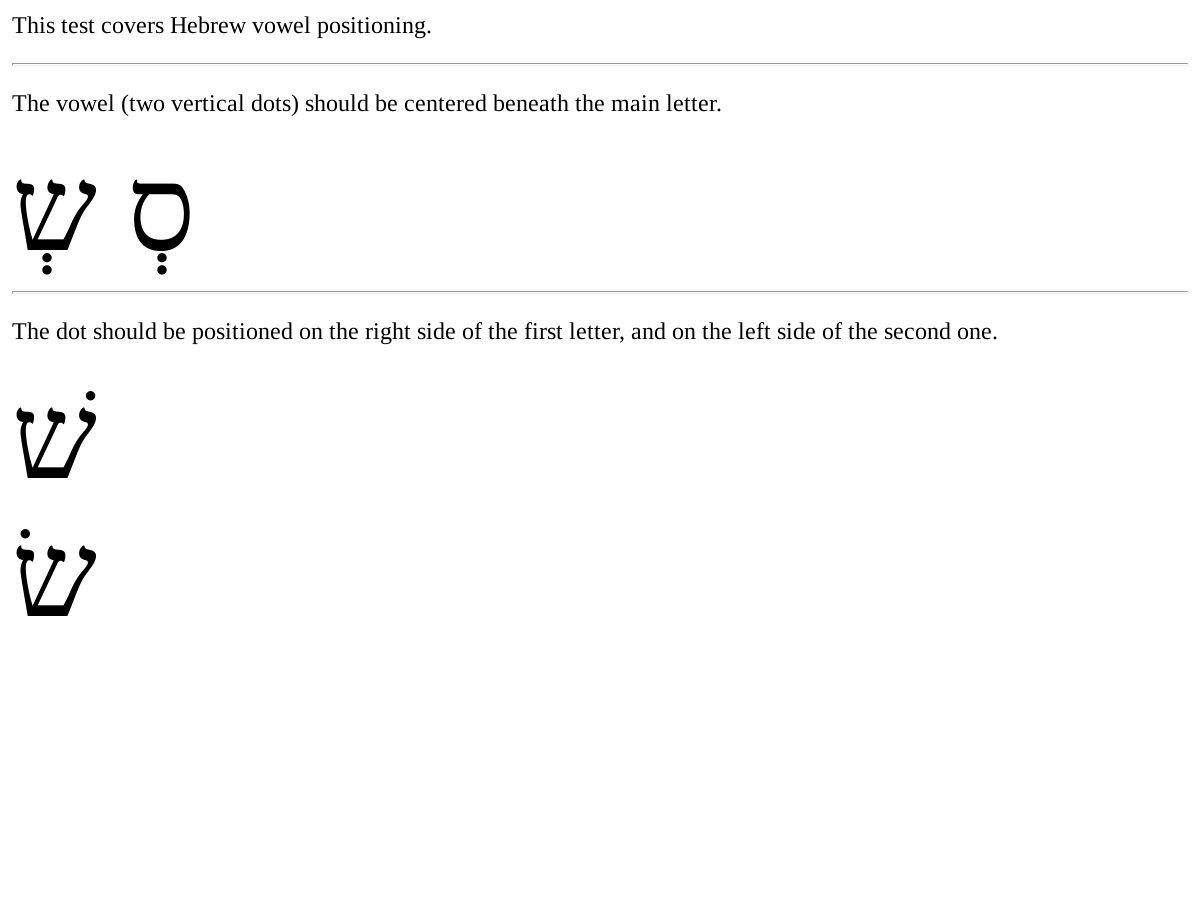 This test covers Hebrew vowel positioning.
The vowel (two vertical dots) should be centered beneath the main letter.
סְ שְ
The dot should be positioned on the right side of the first letter, and on the left side of the second one.
שׁ
שׂ